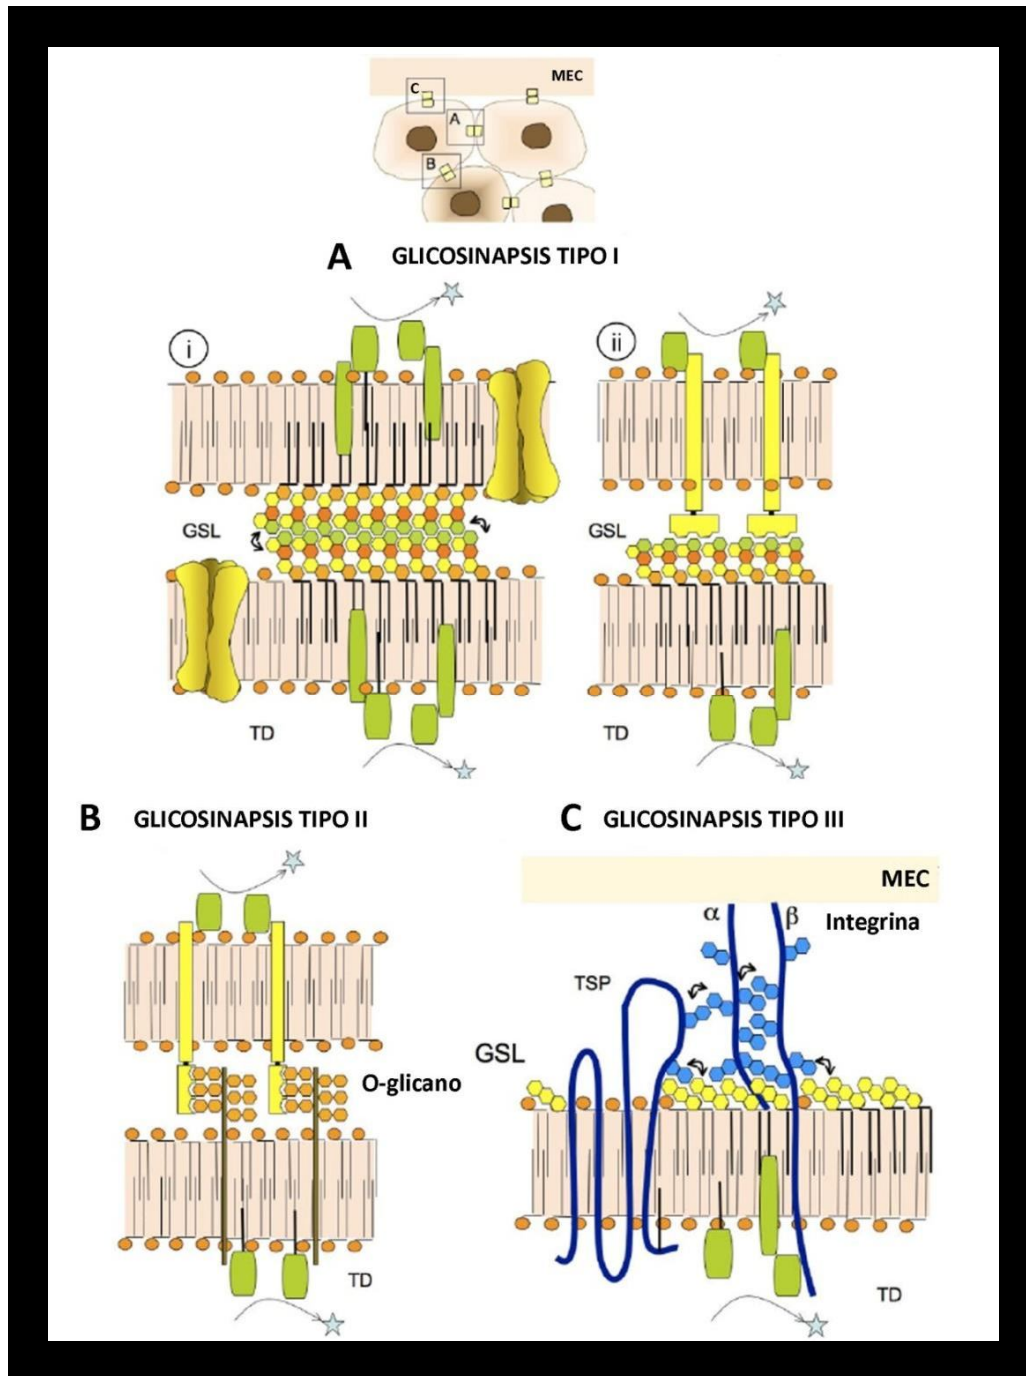 MEC
C
A
B
A GLICOSINAPSIS TIPO I
i
ii
GSL
GSL
TD
TD
B GLICOSINAPSIS TIPO II
C GLICOSINAPSIS TIPO III
MEC
α β
Integrina
TSP
GSL
O-glicano
TD
TD